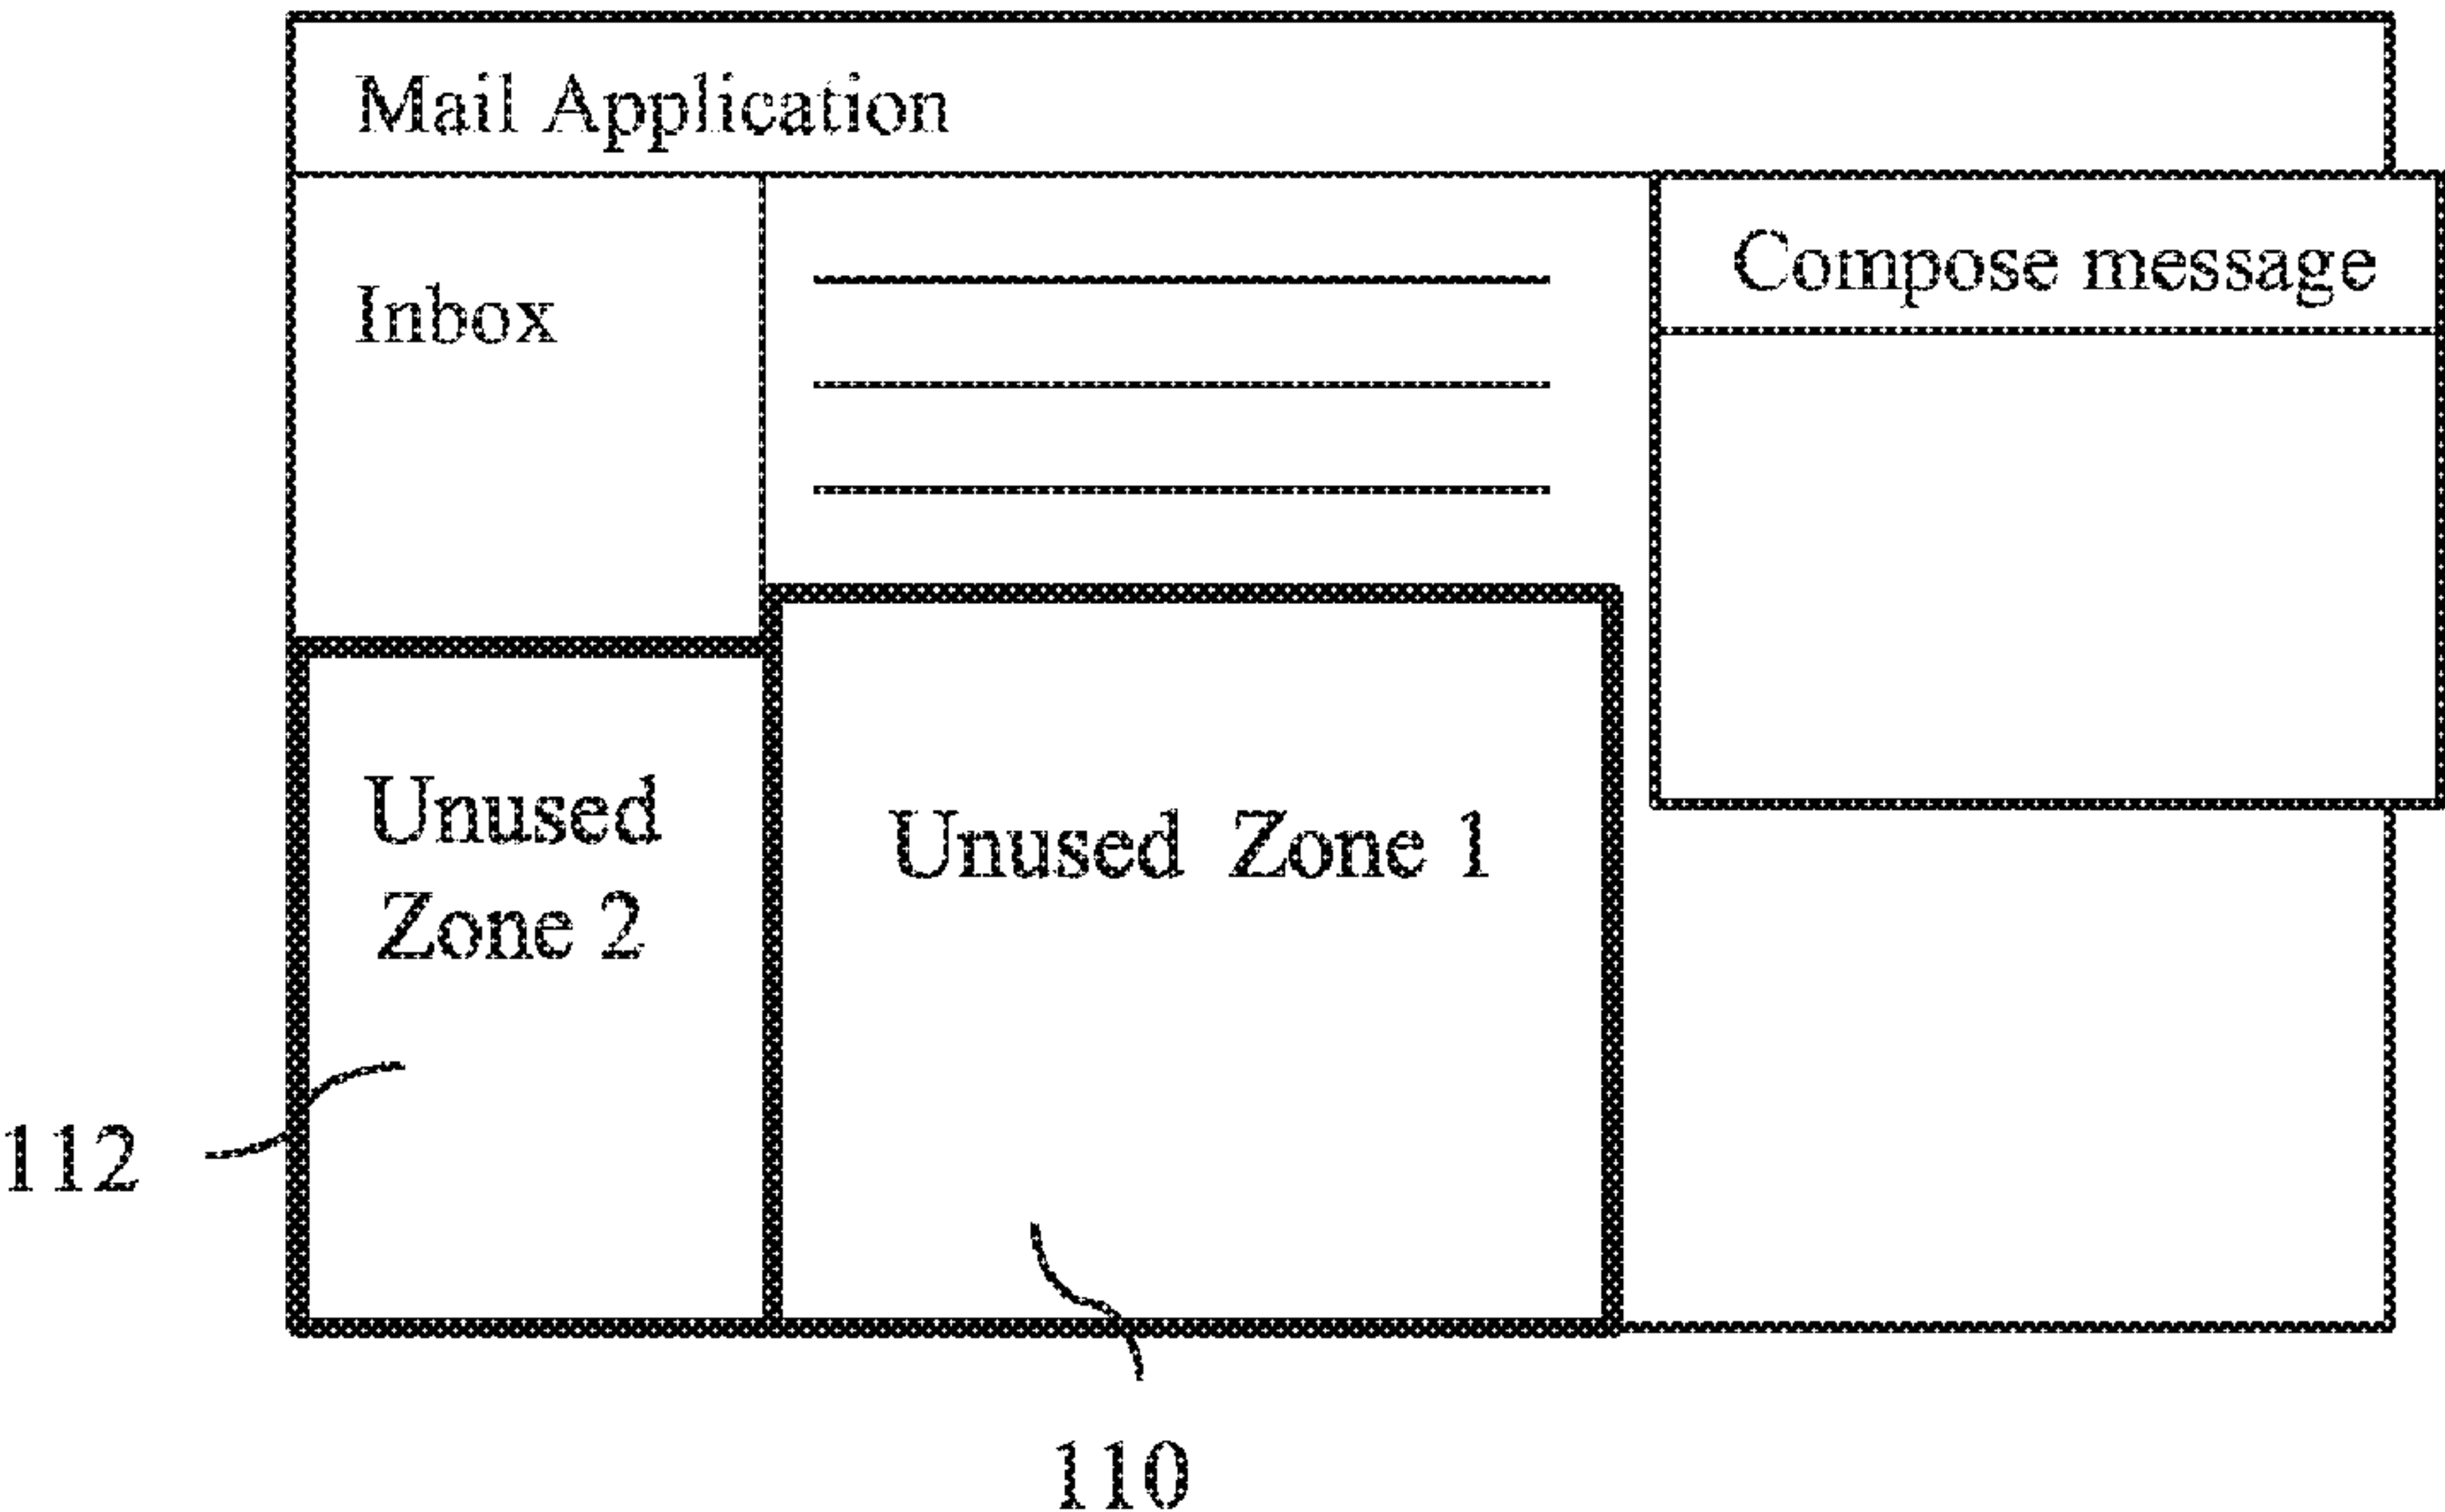 Mail Application
Inbox
Compose message
Unused
Zone 2
Unused Zone 1
112
110